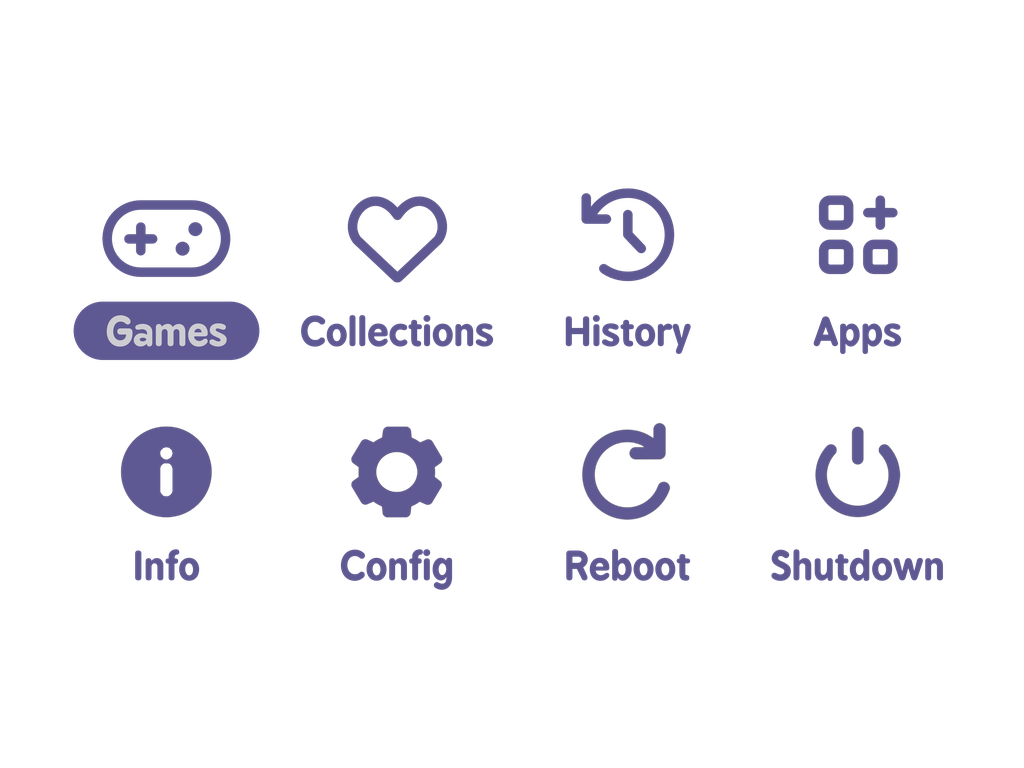 Games
Collections
History
Apps
Info
Config
Reboot
Shutdown